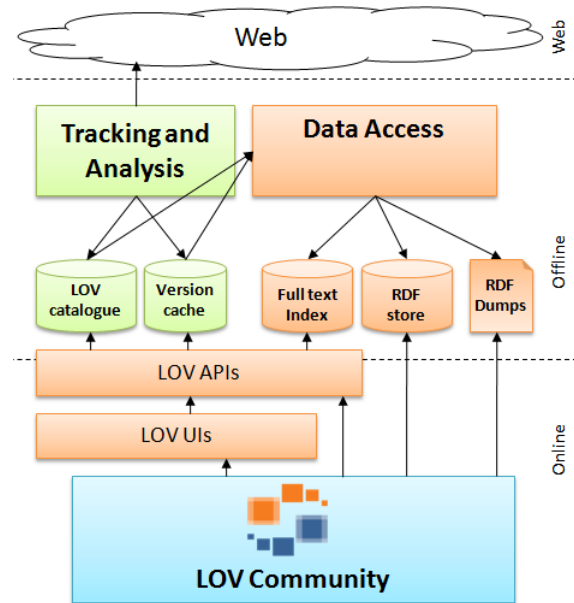 Web
Web
Tracking and
Analysis
Data Access
Offline
LOV
catalogue
Version
cache
Full text
Index
RDF
store
RDF
Dumps
LOV APIs
LOV UIs
Online
LOV Community